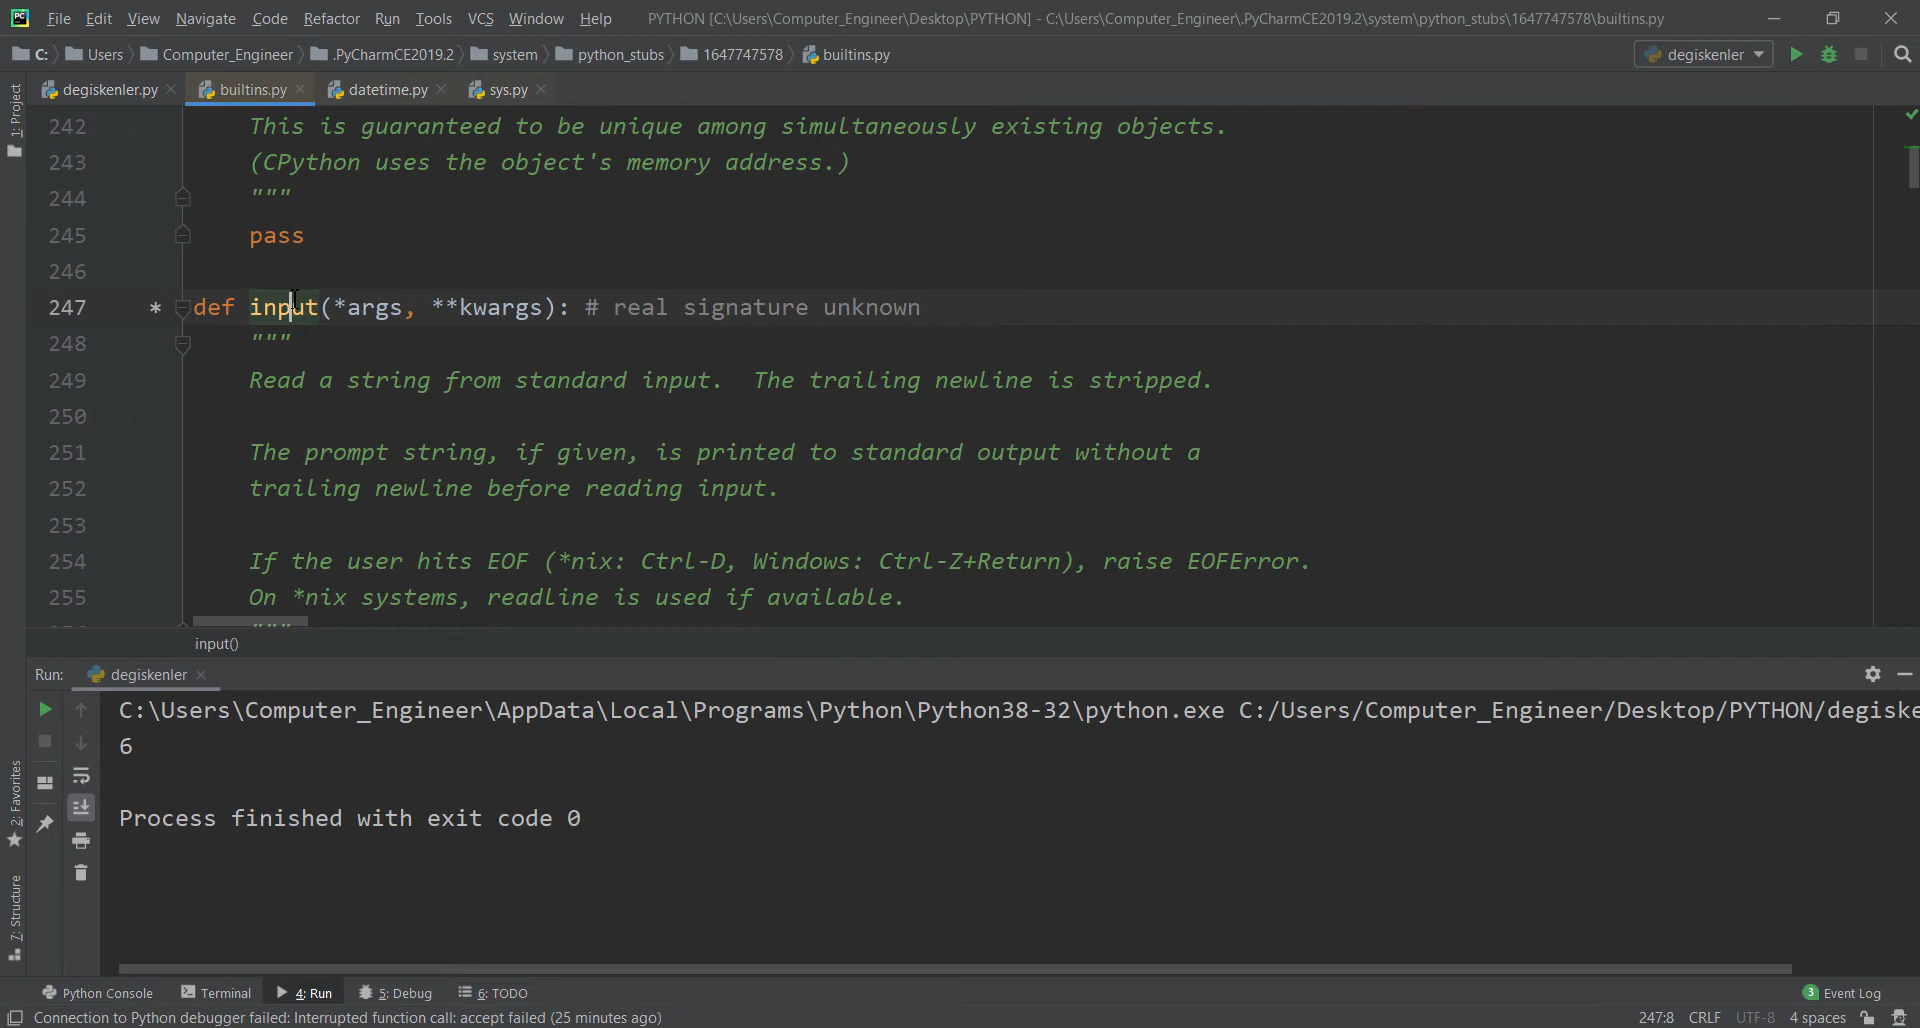 File Edit View Navigate Code Refactor Run Tools VCS Window Help PYTHON [C:\Users\Computer_Engineer\Desktop\PYTHON] - C:\Users\Computer_Engineer\.PyCharmCE2019.2\system\python_stubs\1647747578\builtins.py
C: Users Computer_Engineer .PyCharmCE2019.2 system python_stubs 1647747578 builtins.py degiskenler
degiskenler.py builtins.py datetime.py sys.py
1: Project
242 This is guaranteed to be unique among simultaneously existing objects.
243 (CPython uses the object's memory address.)
244 """
245 pass
246
247 * def input(*args, **kwargs): # real signature unknown
248 """
249 Read a string from standard input.  The trailing newline is stripped.
250
251 The prompt string, if given, is printed to standard output without a
252 trailing newline before reading input.
253
254 If the user hits EOF (*nix: Ctrl-D, Windows: Ctrl-Z+Return), raise EOFError.
255 On *nix systems, readline is used if available.
"""
input()
Run: degiskenler
C:\Users\Computer_Engineer\AppData\Local\Programs\Python\Python38-32\python.exe C:/Users/Computer_Engineer/Desktop/PYTHON/degiske
6
Process finished with exit code 0
2: Favorites
7: Structure
Python Console Terminal 4: Run 5: Debug 6: TODO 3 Event Log
Connection to Python debugger failed: Interrupted function call: accept failed (25 minutes ago) 247:8 CRLF UTF-8 4 spaces